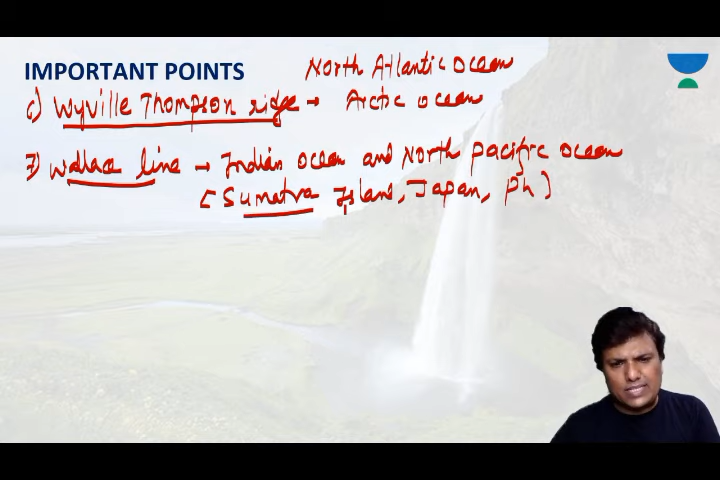 IMPORTANT POINTS
North Atlantic Ocean
c) Wyville Thompson ridge → Arctic ocean
7) Wallace line → Indian ocean and North pacific ocean
[ Sumatra Island, Japan, Ph ]